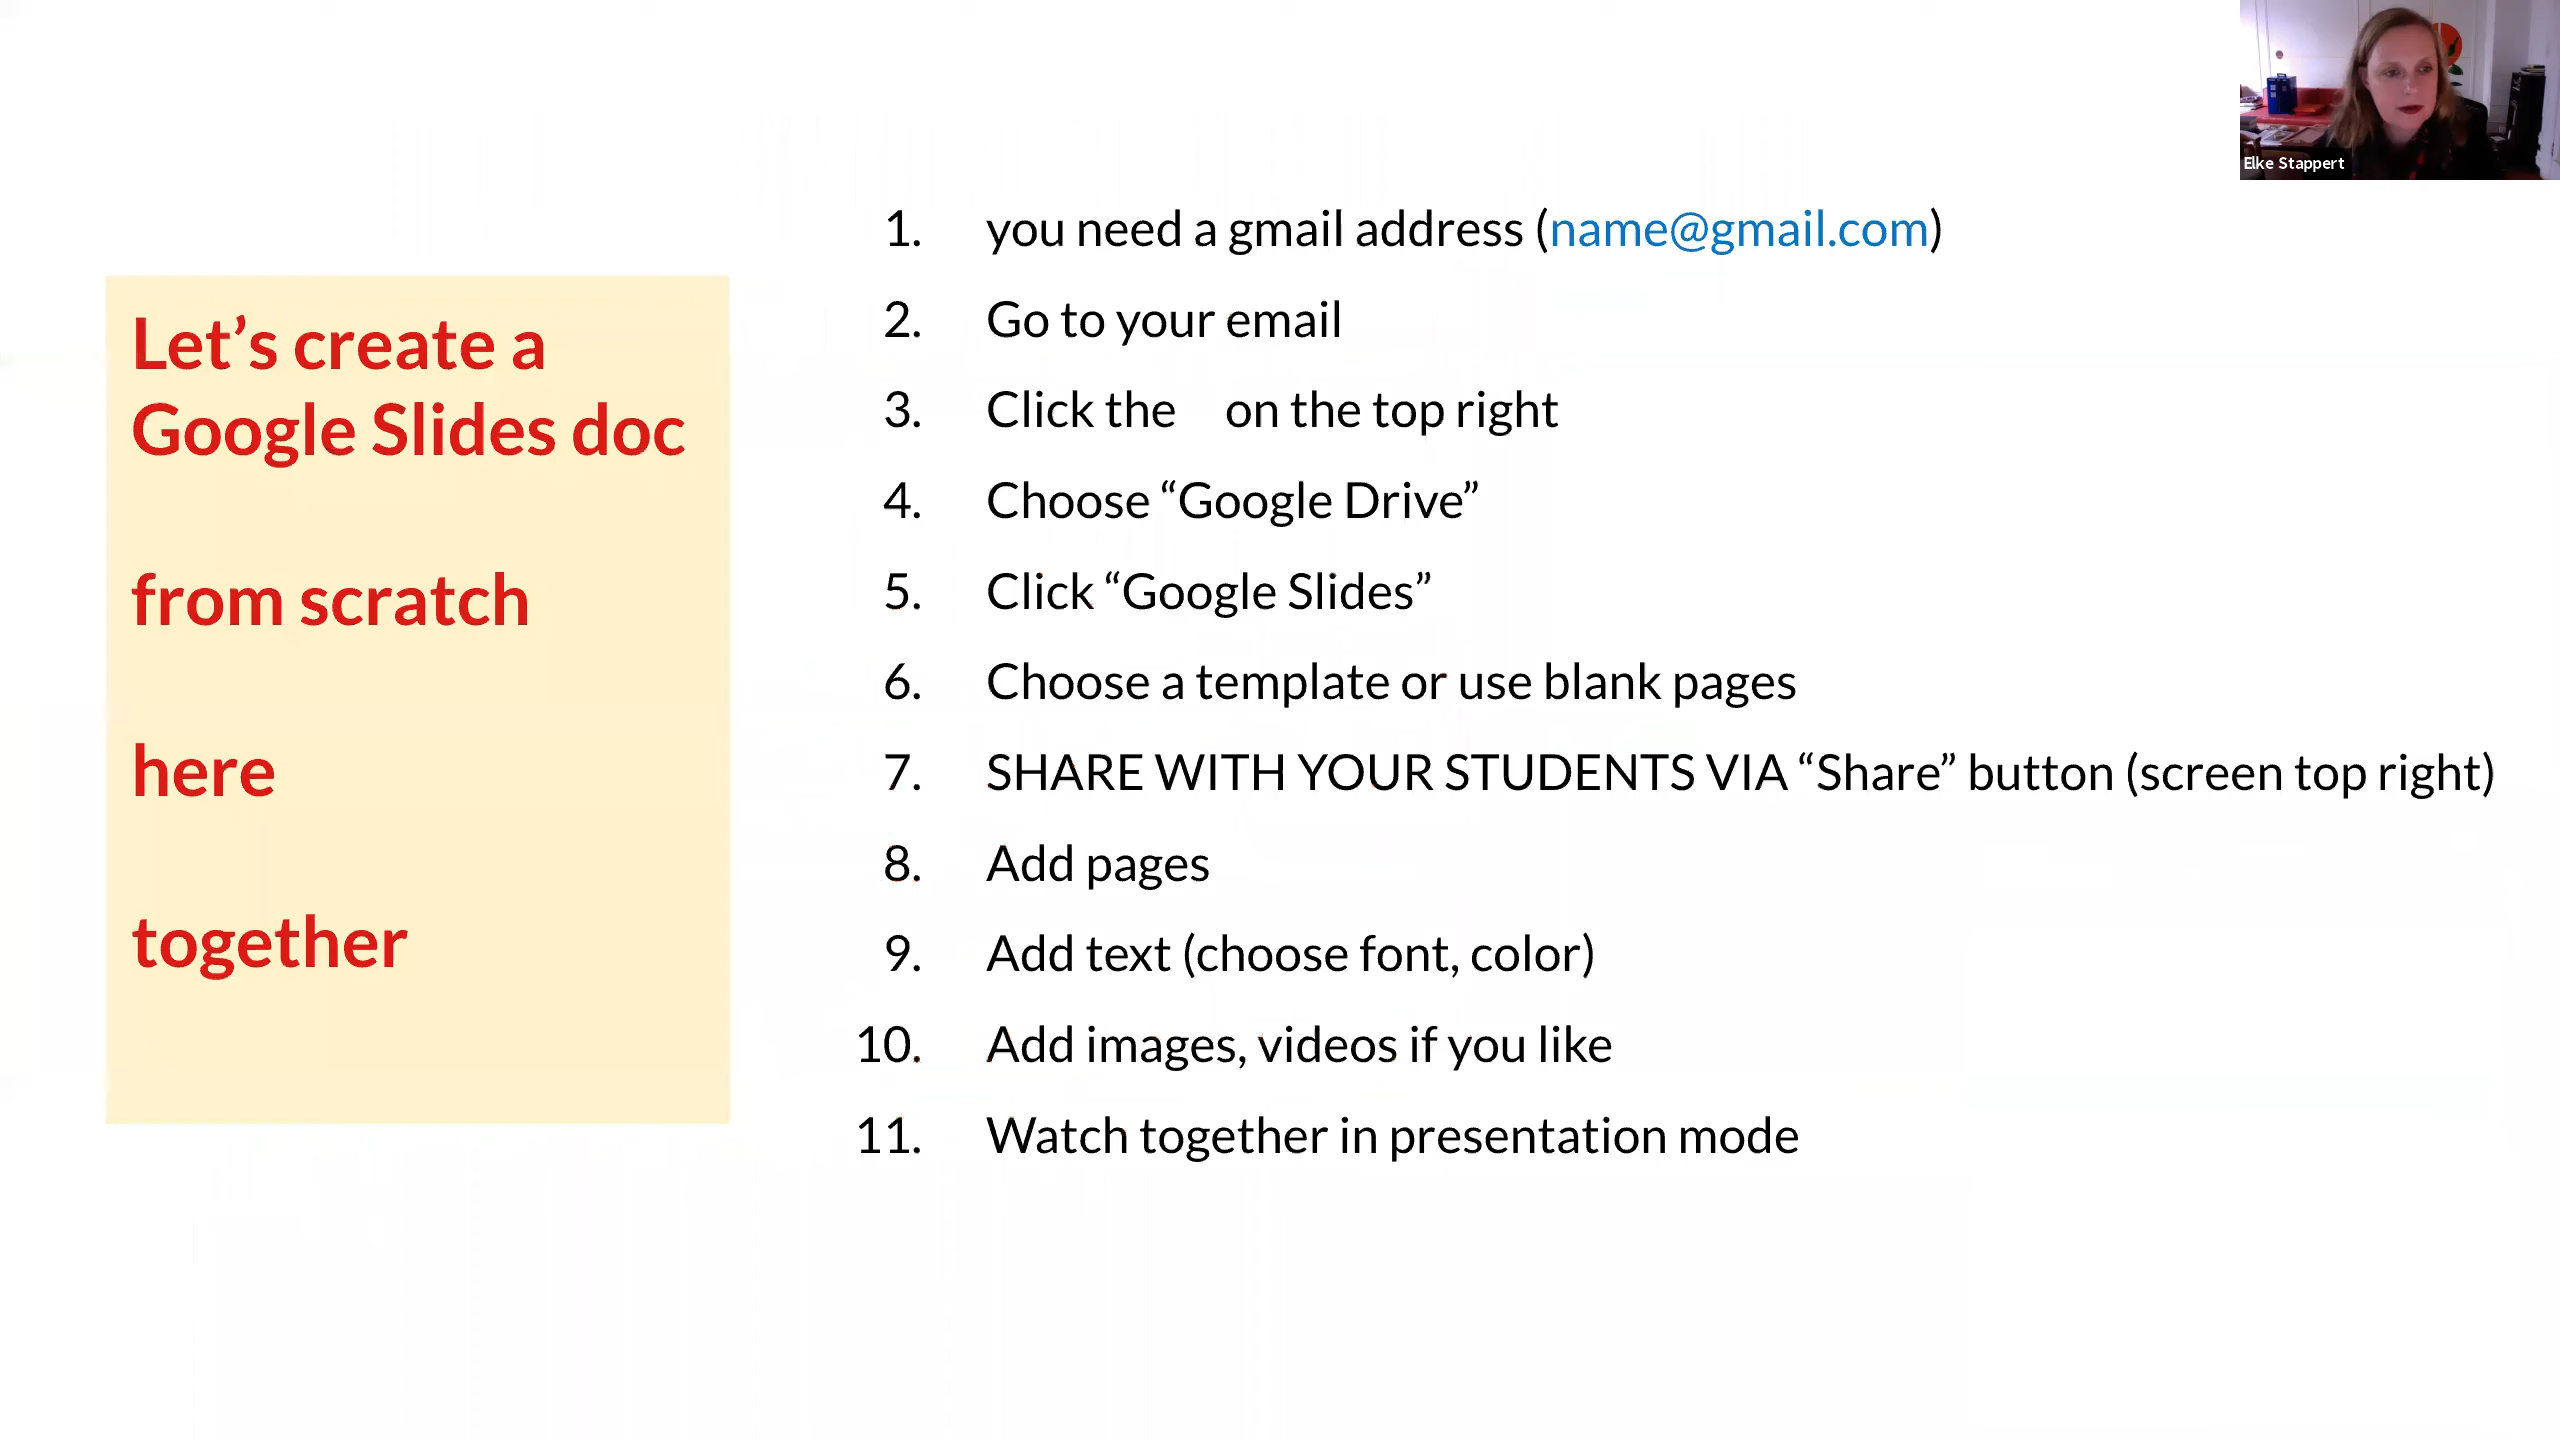 Elke Stappert
Let’s create a
Google Slides doc
from scratch
here
together
1. you need a gmail address (name@gmail.com)
2. Go to your email
3. Click the on the top right
4. Choose “Google Drive”
5. Click “Google Slides”
6. Choose a template or use blank pages
7. SHARE WITH YOUR STUDENTS VIA “Share” button (screen top right)
8. Add pages
9. Add text (choose font, color)
10. Add images, videos if you like
11. Watch together in presentation mode